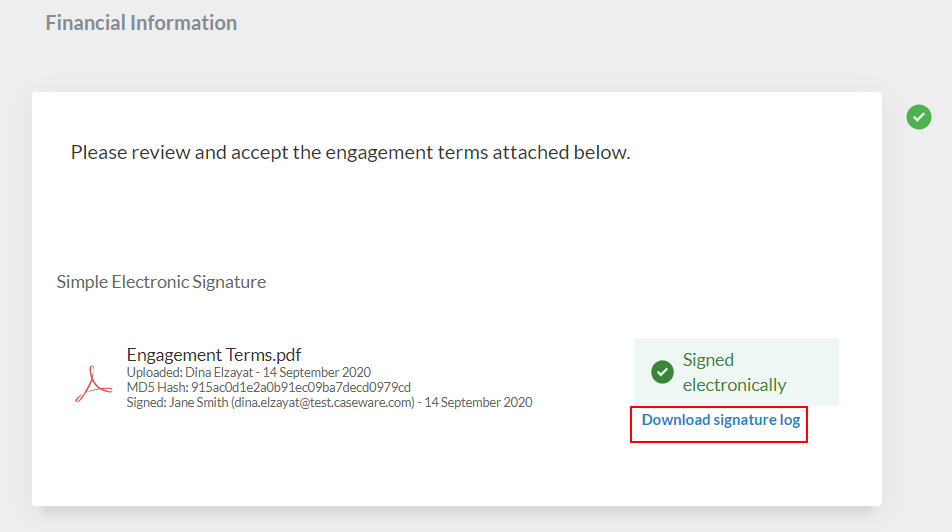 Financial Information
Please review and accept the engagement terms attached below.
Simple Electronic Signature
Engagement Terms.pdf
Uploaded: Dina Elzayat - 14 September 2020
MD5 Hash: 915ac0d1e2a0b91ec09ba7decd0979cd
Signed: Jane Smith (dina.elzayat@test.caseware.com) - 14 September 2020
Signed
electronically
Download signature log